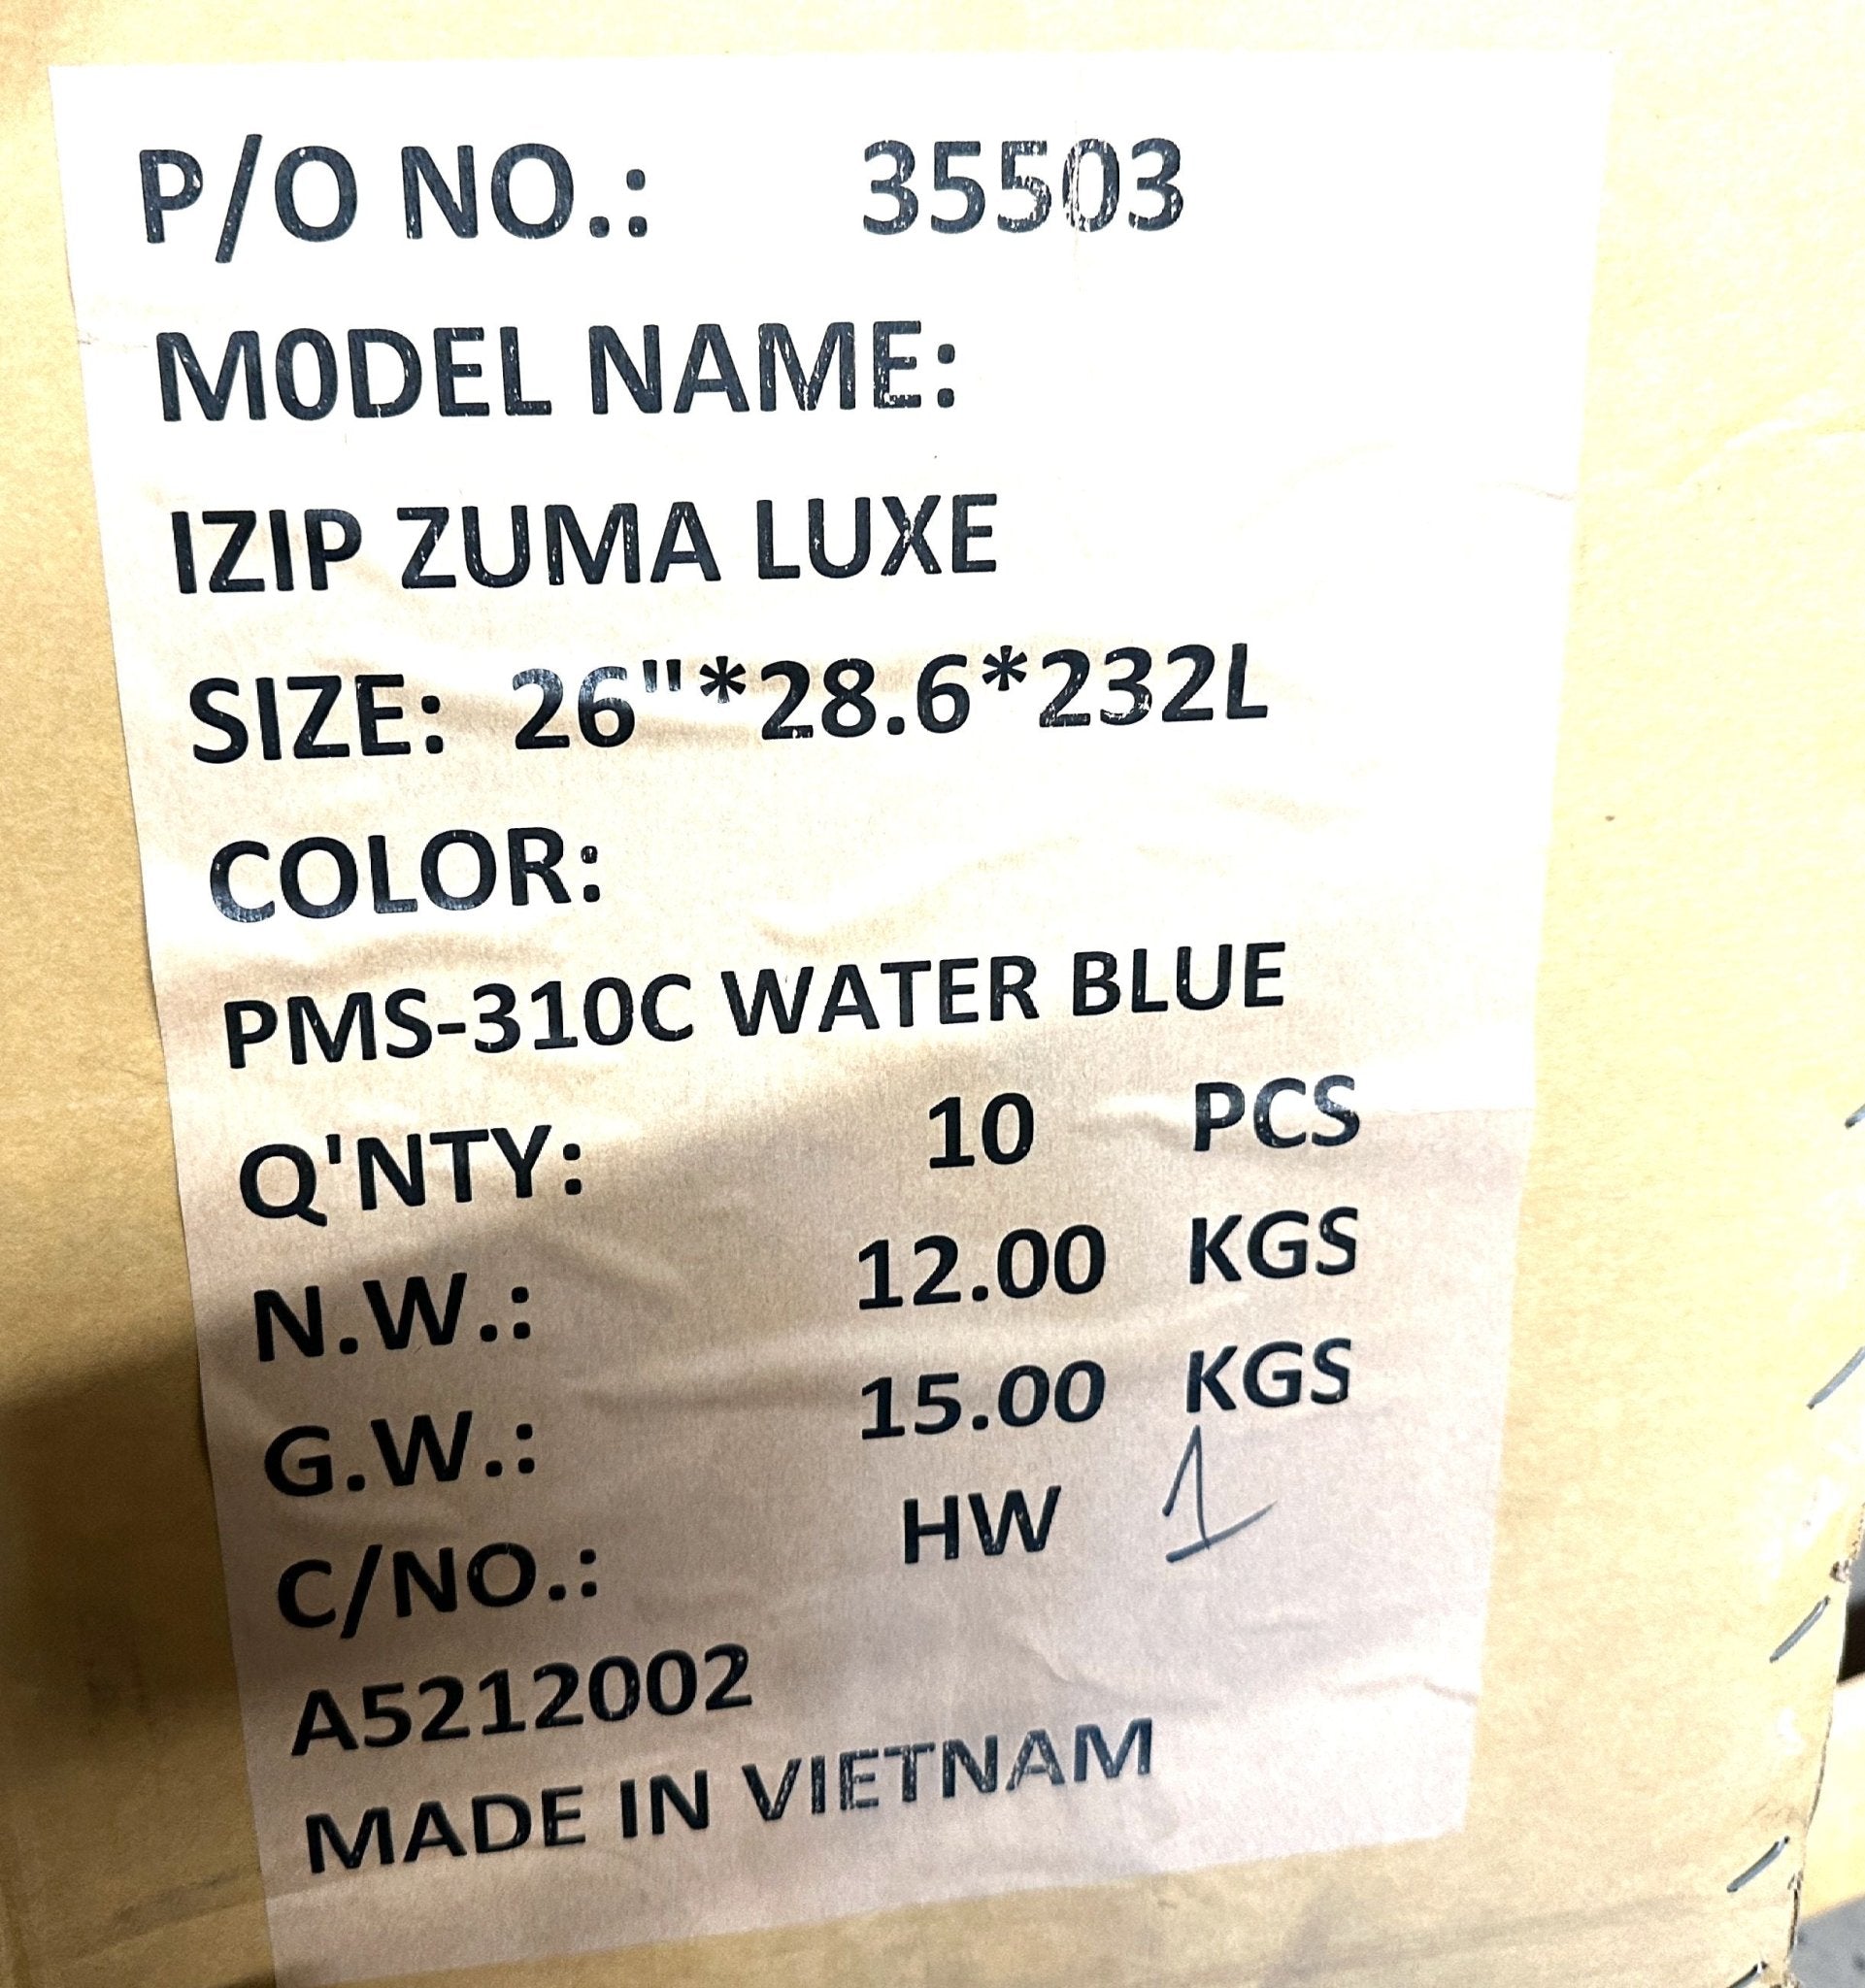 P/O NO.: 35503
M0DEL NAME:
IZIP ZUMA LUXE
SIZE: 26"*28.6*232L
COLOR:
PMS-310C WATER BLUE
Q'NTY: 10 PCS
N.W.: 12.00 KGS
G.W.: 15.00 KGS
C/NO.: HW 1
A5212002
MADE IN VIETNAM